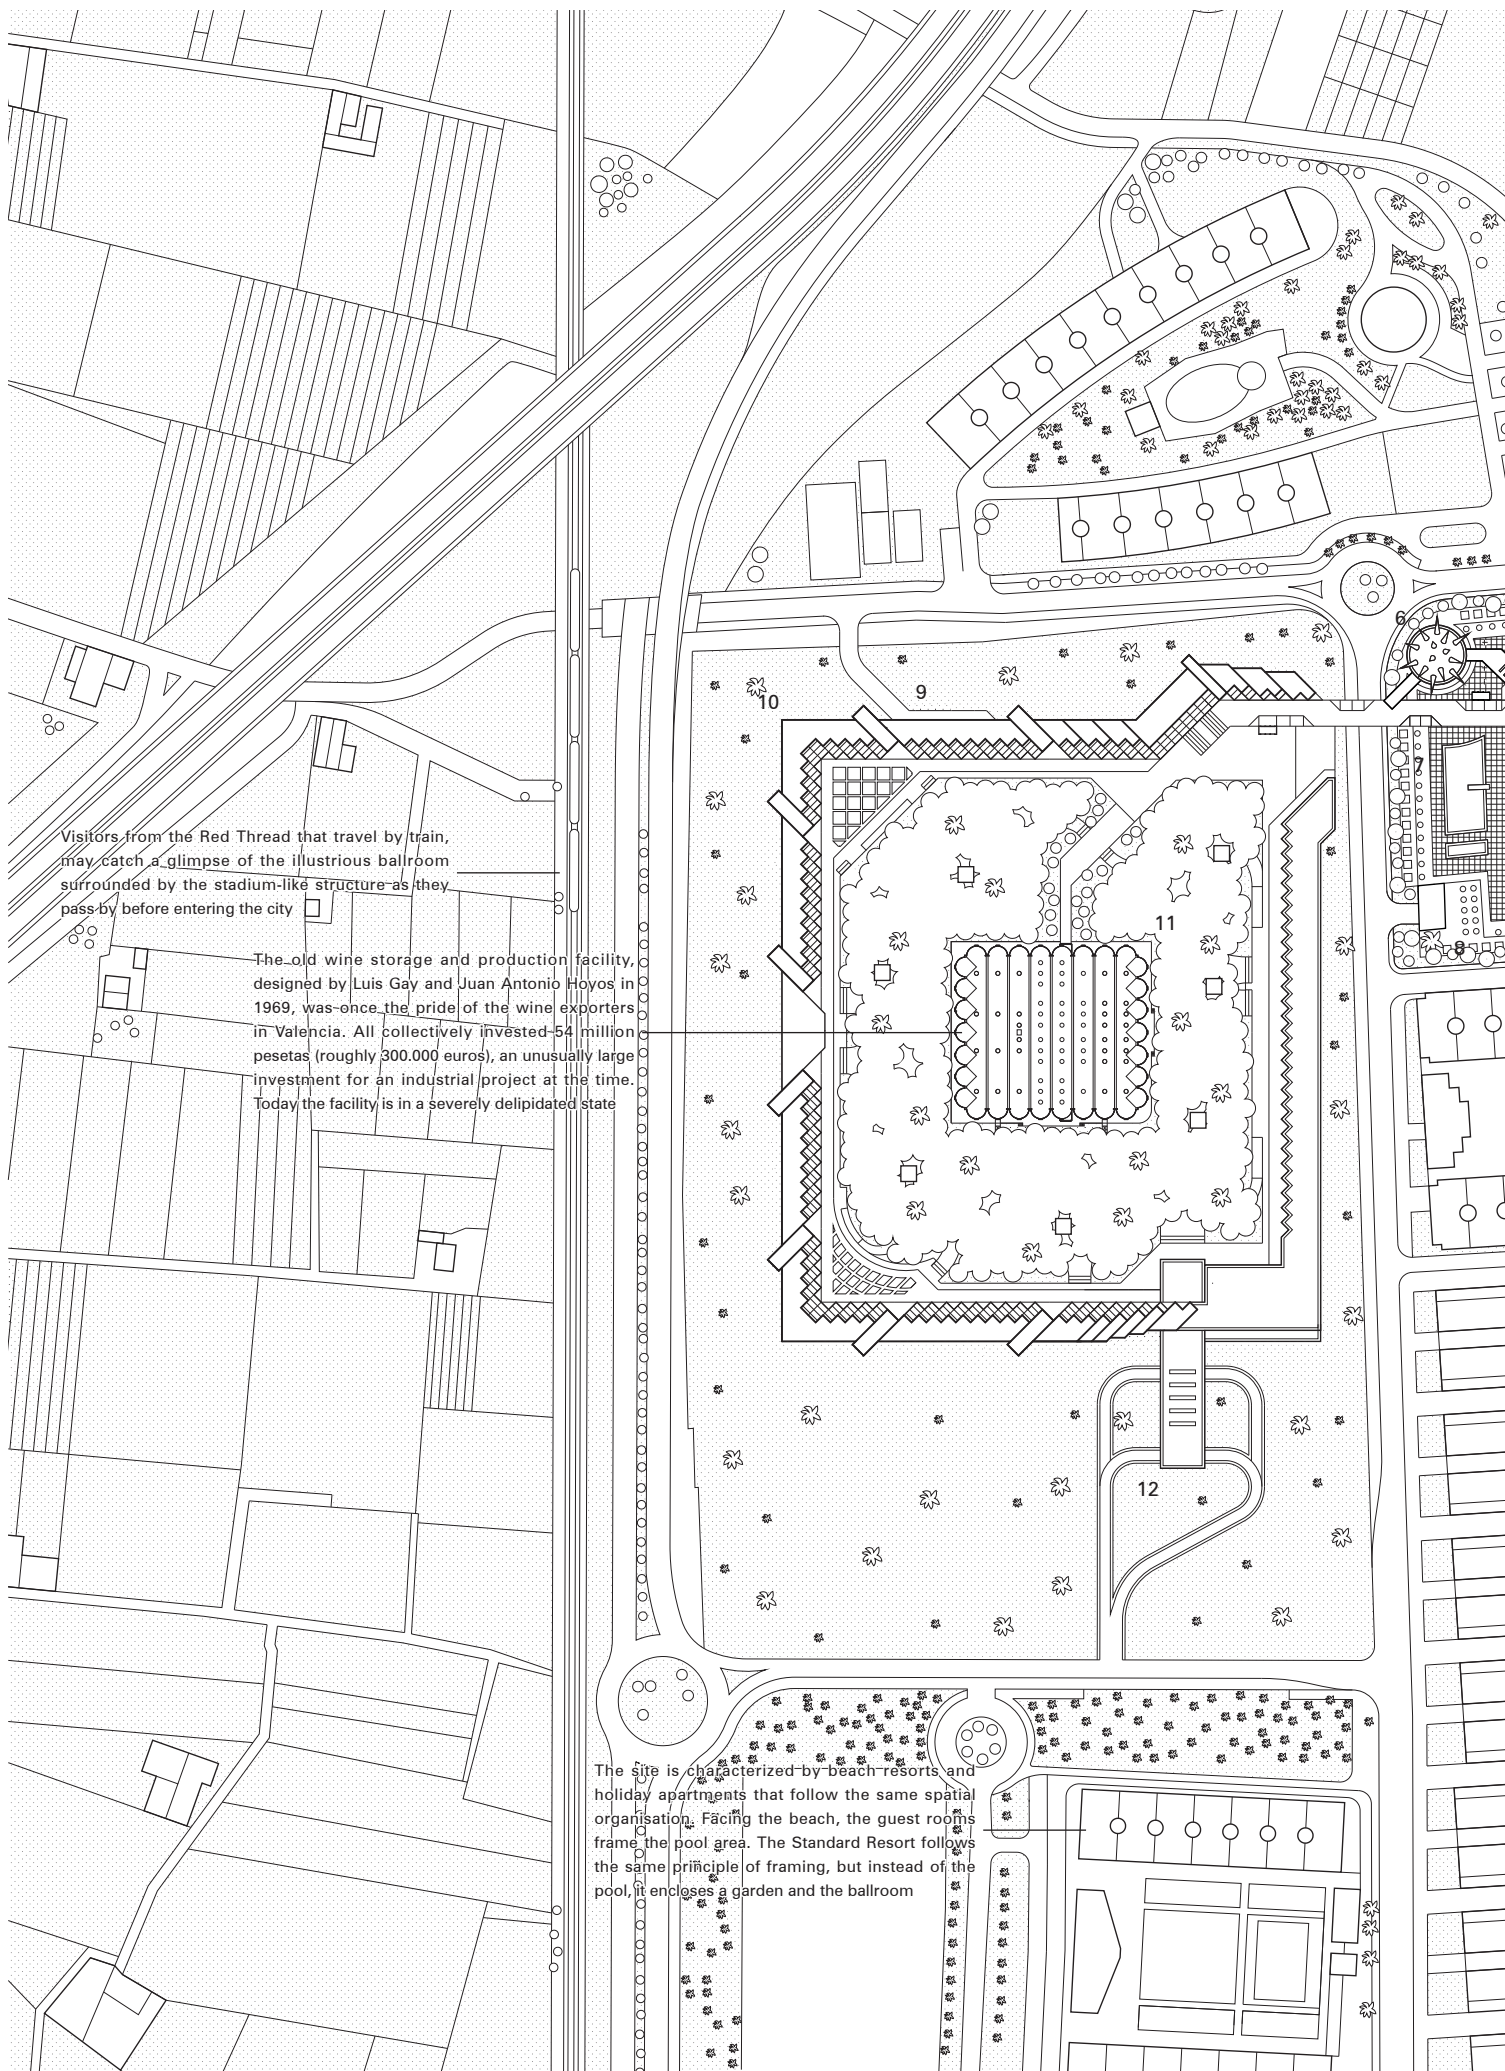 6
9
10
7
Visitors from the Red Thread that travel by train,
may catch a glimpse of the illustrious ballroom
surrounded by the stadium-like structure as they
pass by before entering the city
11
8
The old wine storage and production facility,
designed by Luis Gay and Juan Antonio Hoyos in
1969, was once the pride of the wine exporters
in Valencia. All collectively invested 54 million
pesetas (roughly 300.000 euros), an unusually large
investment for an industrial project at the time.
Today the facility is in a severely delipidated state
12
The site is characterized by beach resorts and
holiday apartments that follow the same spatial
organisation. Facing the beach, the guest rooms
frame the pool area. The Standard Resort follows
the same principle of framing, but instead of the
pool, it encloses a garden and the ballroom